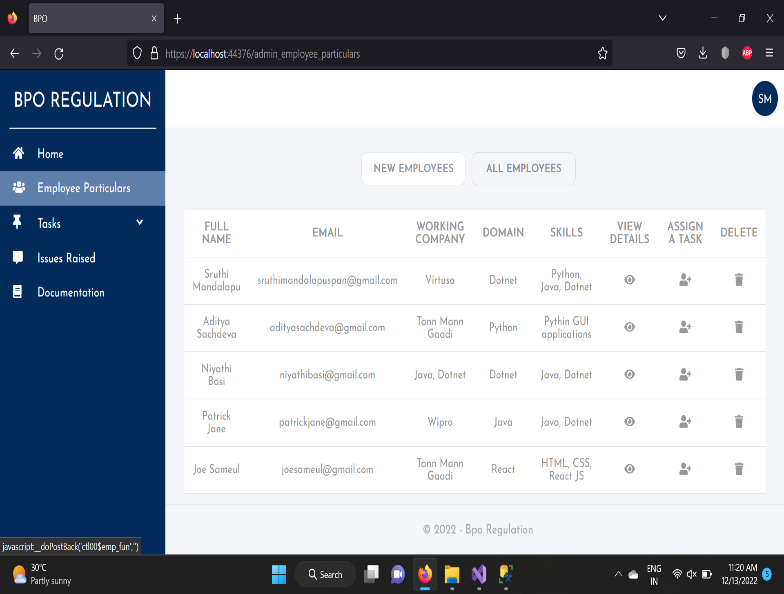 BPO
https://localhost:44376/admin_employee_particulars
ABP
BPO REGULATION
SM
Home
Employee Particulars
Tasks
Issues Raised
Documentation
NEW EMPLOYEES
ALL EMPLOYEES
FULL NAME EMAIL WORKING COMPANY DOMAIN SKILLS VIEW DETAILS ASSIGN A TASK DELETE
Sruthi Mandalapu sruthimandalapuspan@gmail.com Virtusa Dotnet Python, Java, Dotnet
Aditya Sachdeva adityasachdeva@gmail.com Tann Mann Gaadi Python Pythin GUI applications
Niyathi Basi niyathibasi@gmail.com Java, Dotnet Dotnet Java, Dotnet
Patrick Jane patrickjane@gmail.com Wipro Java Java, Dotnet
Joe Sameul joesameul@gmail.com Tann Mann Gaadi React HTML, CSS, React JS
© 2022 - Bpo Regulation
javascript:__doPostBack('ctl00$emp_fun','')
30°C
Partly sunny
Search
ENG
IN
11:20 AM
12/13/2022
5